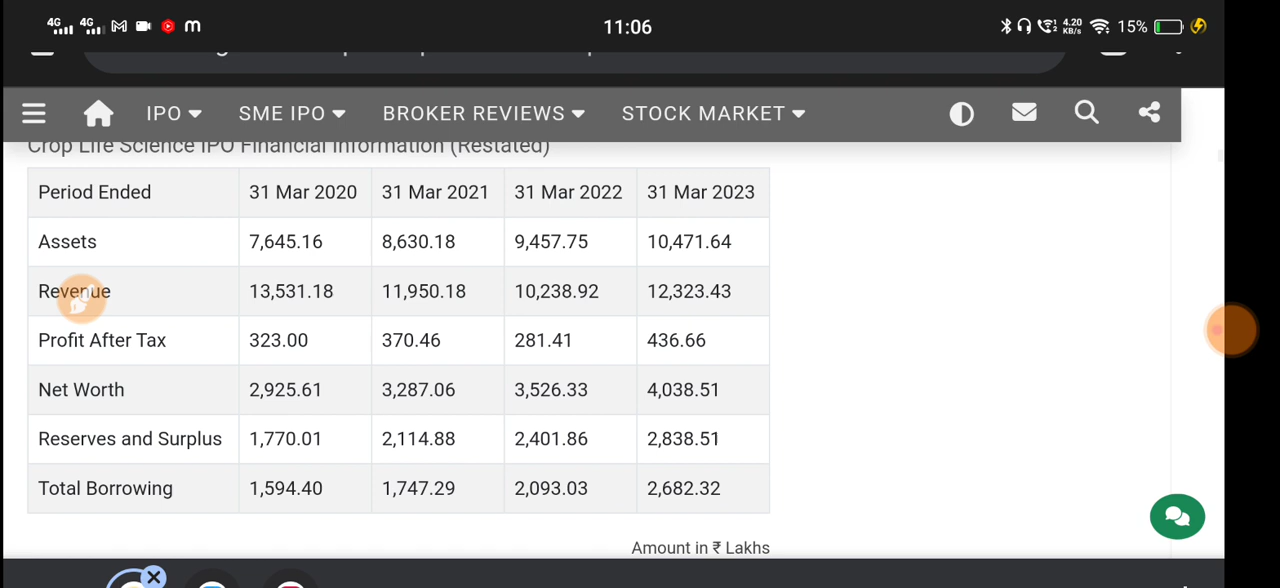 4G 4G M m 11:06 4.20 KB/s 15%
IPO SME IPO BROKER REVIEWS STOCK MARKET
Crop Life Science IPO Financial Information (Restated)
Period Ended 31 Mar 2020 31 Mar 2021 31 Mar 2022 31 Mar 2023
Assets 7,645.16 8,630.18 9,457.75 10,471.64
Revenue 13,531.18 11,950.18 10,238.92 12,323.43
Profit After Tax 323.00 370.46 281.41 436.66
Net Worth 2,925.61 3,287.06 3,526.33 4,038.51
Reserves and Surplus 1,770.01 2,114.88 2,401.86 2,838.51
Total Borrowing 1,594.40 1,747.29 2,093.03 2,682.32
Amount in ₹ Lakhs